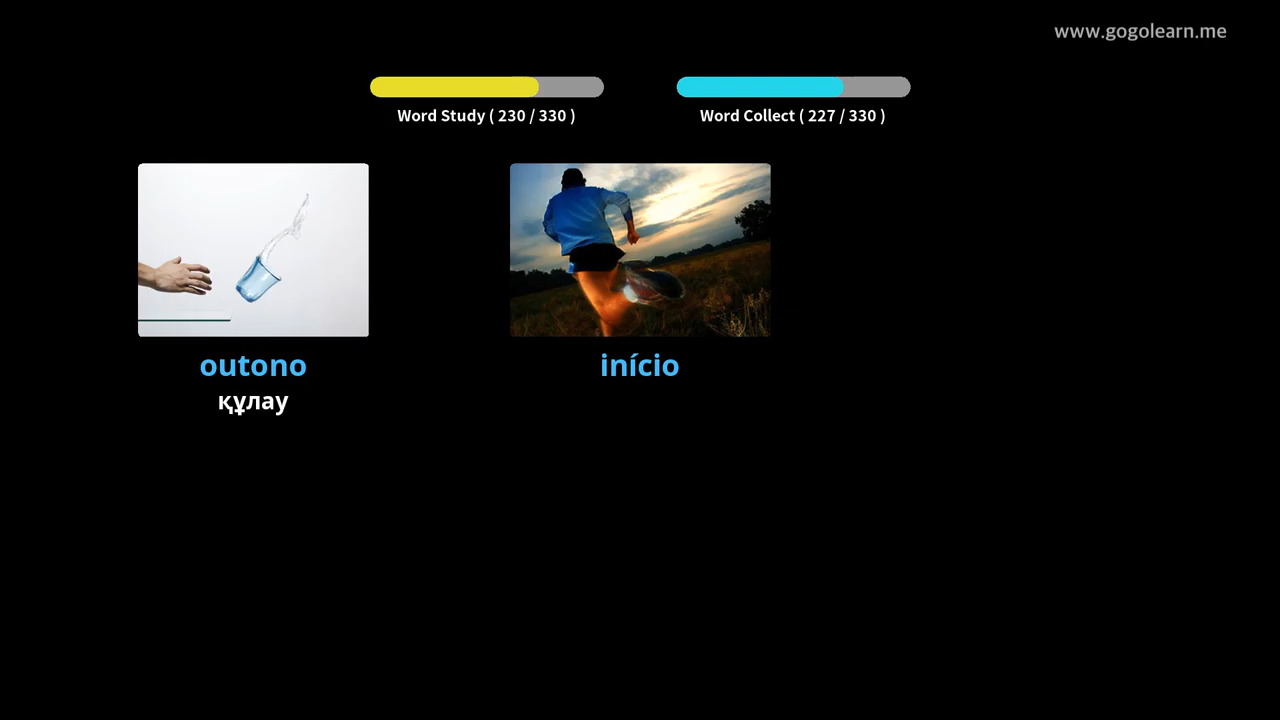 www.gogolearn.me
Word Study ( 230 / 330 )
Word Collect ( 227 / 330 )
outono
início
құлау